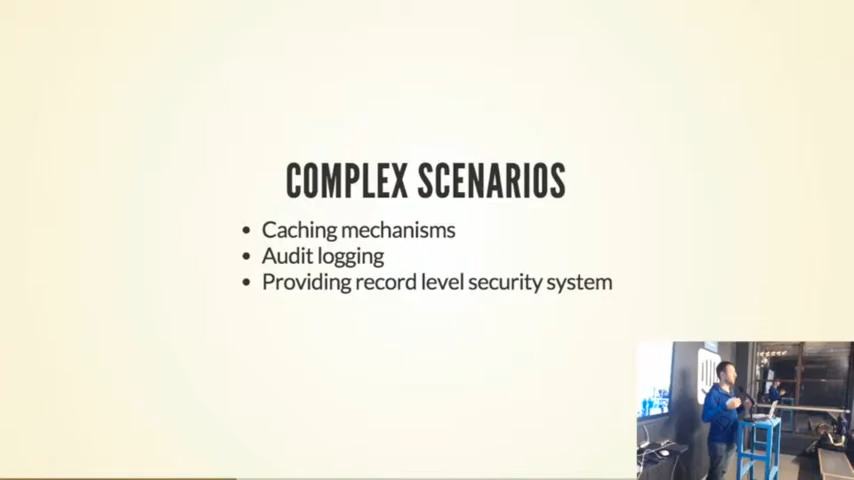 COMPLEX SCENARIOS
• Caching mechanisms
• Audit logging
• Providing record level security system